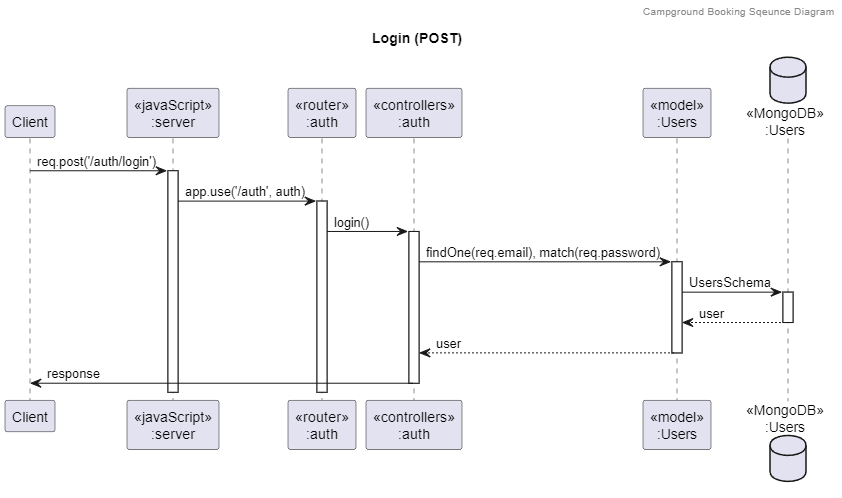 Campground Booking Sqeunce Diagram
Login (POST)
Client
«javaScript»
:server
«router»
:auth
«controllers»
:auth
«model»
:Users
«MongoDB»
:Users
req.post('/auth/login')
app.use('/auth', auth)
login()
findOne(req.email), match(req.password)
UsersSchema
user
user
response
Client
«javaScript»
:server
«router»
:auth
«controllers»
:auth
«model»
:Users
«MongoDB»
:Users